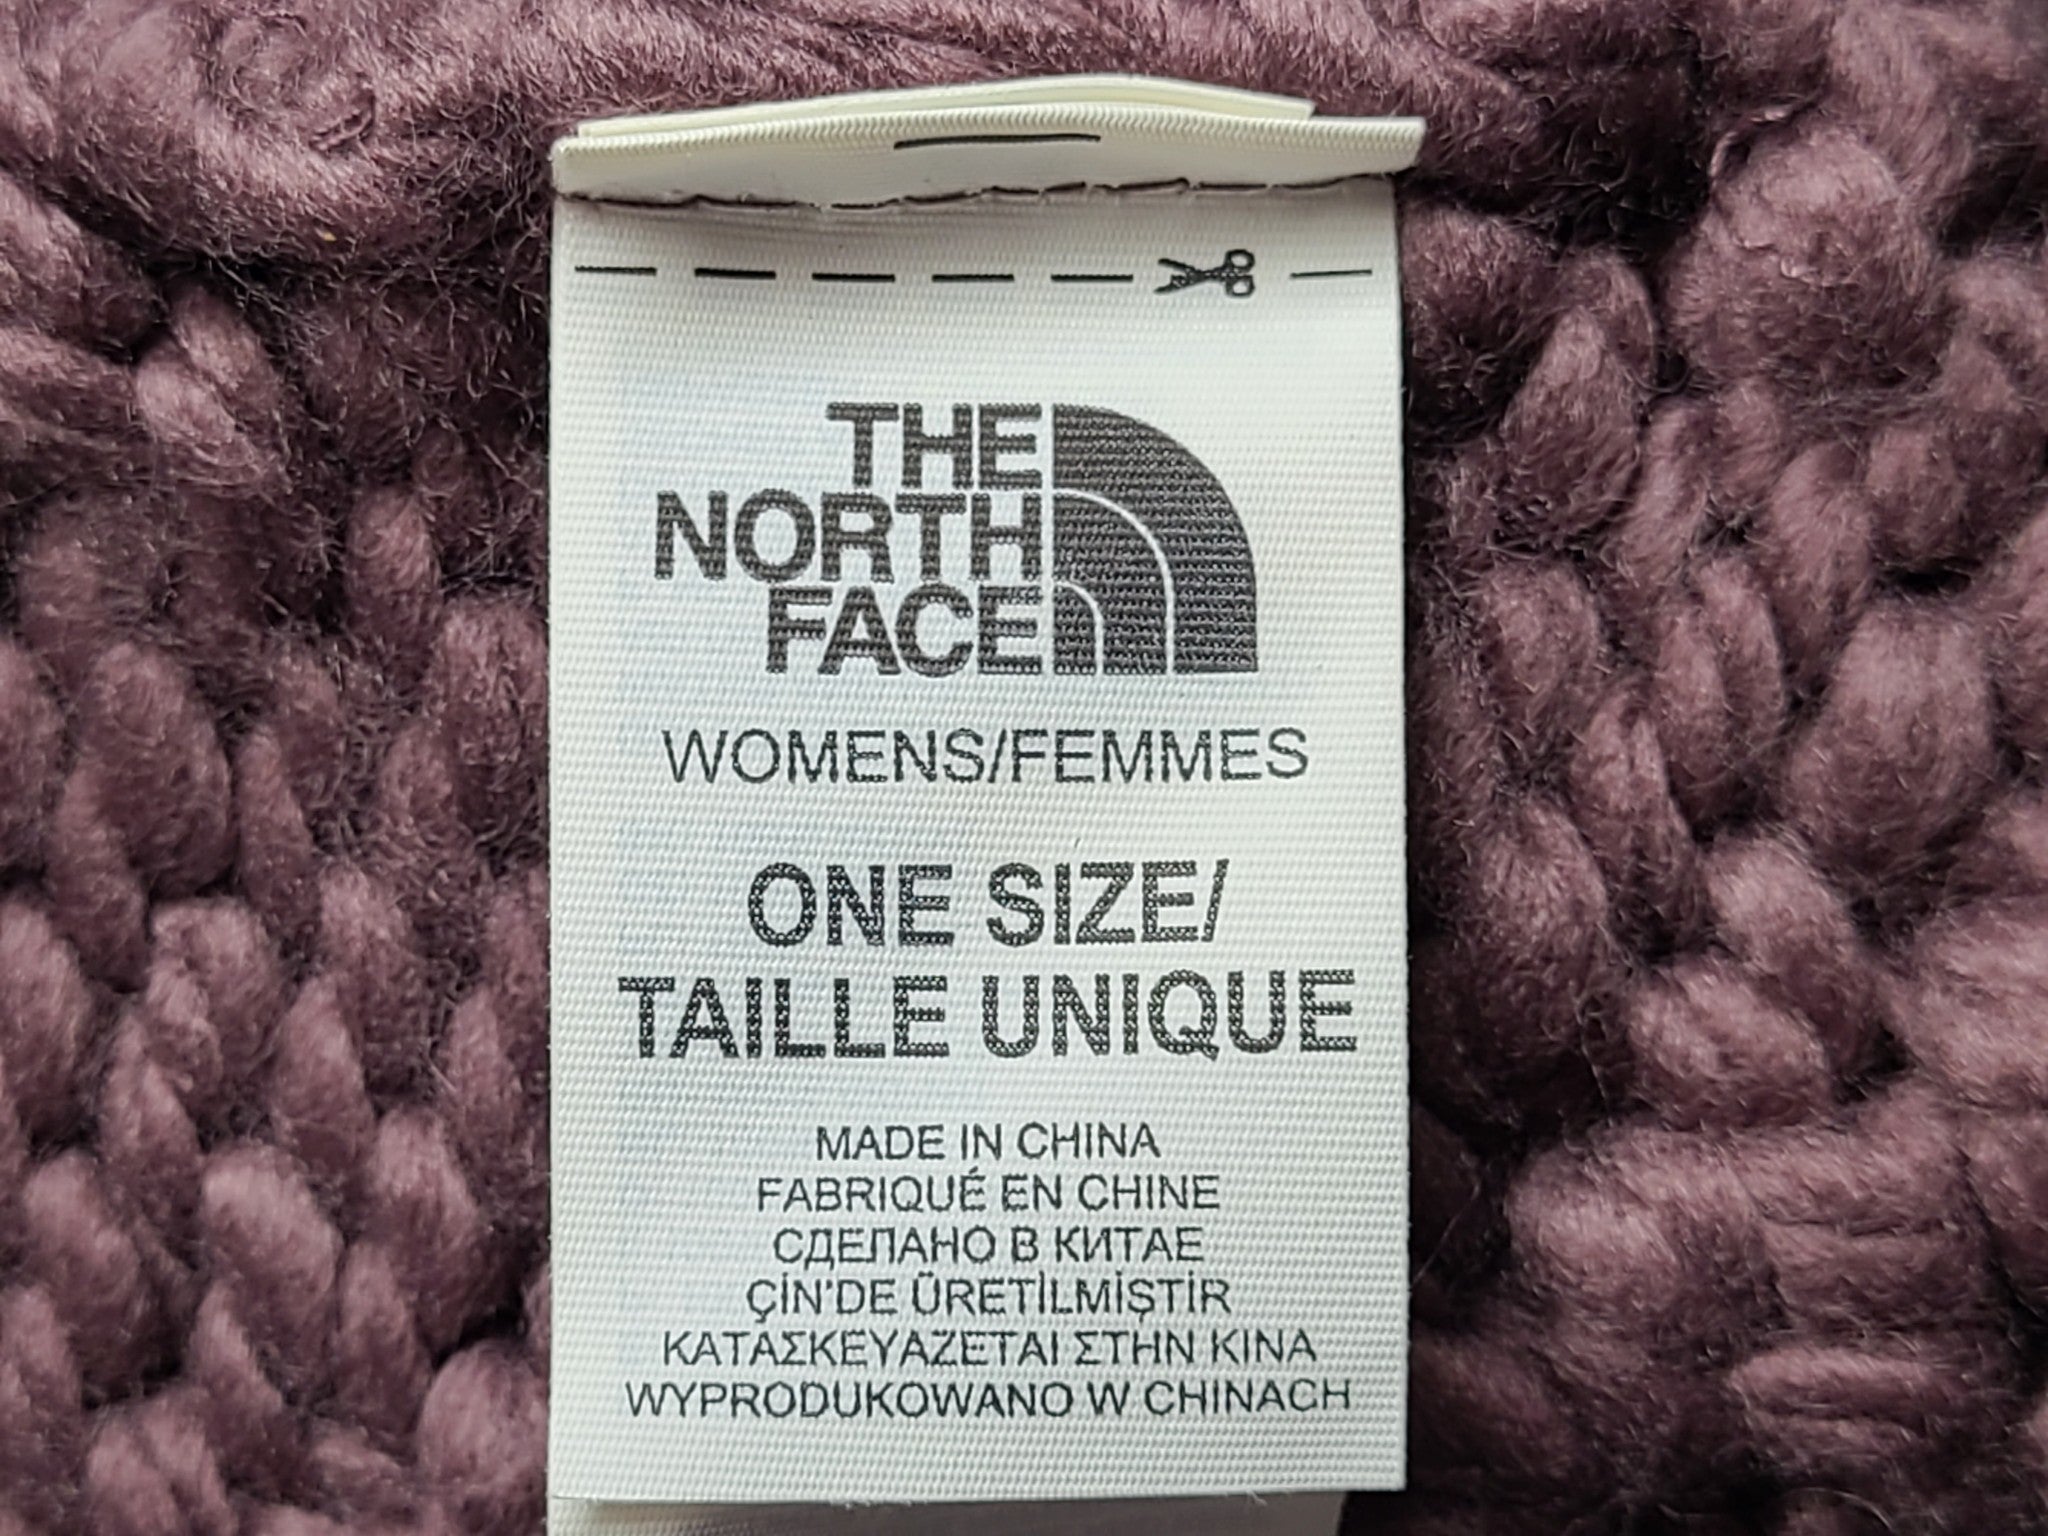 THE
NORTH
FACE
WOMENS/FEMMES
ONE SIZE/
TAILLE UNIQUE
MADE IN CHINA
FABRIQUÉ EN CHINE
СДЕЛАНО В КИТАЕ
ÇİN'DE ÜRETİLMİŞTİR
ΚΑΤΑΣΚΕΥΑΖΕΤΑΙ ΣΤΗΝ ΚΙΝΑ
WYPRODUKOWANO W CHINACH